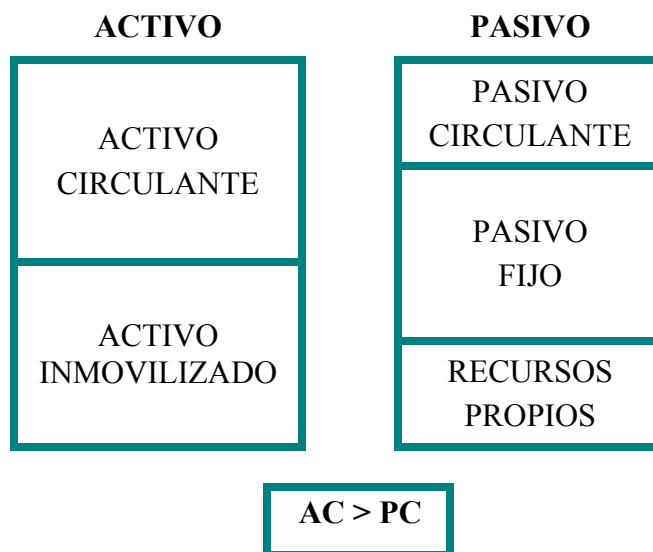 ACTIVO
PASIVO
ACTIVO
CIRCULANTE
ACTIVO
INMOVILIZADO
PASIVO
CIRCULANTE
PASIVO
FIJO
RECURSOS
PROPIOS
AC > PC